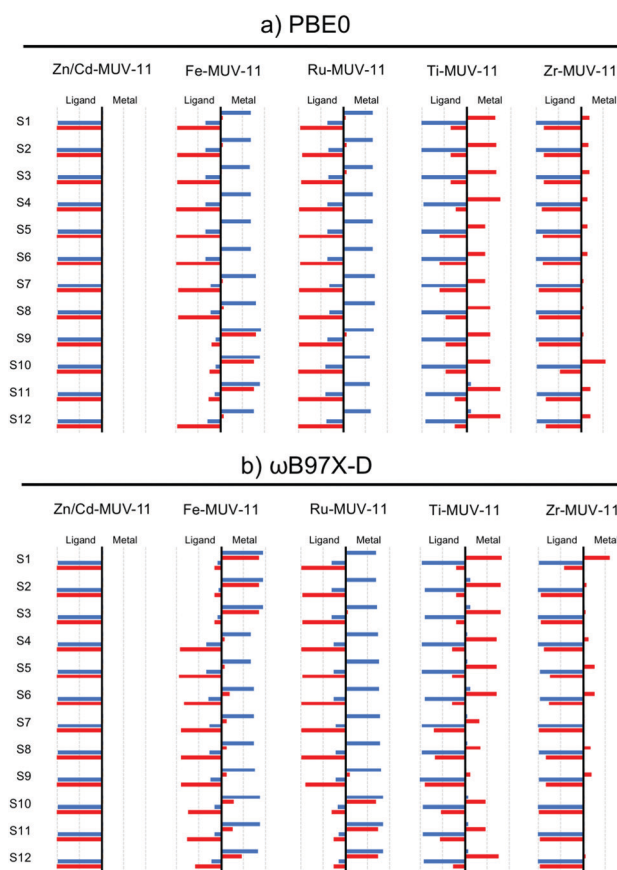 a) PBE0
Zn/Cd-MUV-11 Fe-MUV-11 Ru-MUV-11 Ti-MUV-11 Zr-MUV-11
Ligand Metal Ligand Metal Ligand Metal Ligand Metal Ligand Metal
S1
S2
S3
S4
S5
S6
S7
S8
S9
S10
S11
S12
b) ωB97X-D
Zn/Cd-MUV-11 Fe-MUV-11 Ru-MUV-11 Ti-MUV-11 Zr-MUV-11
Ligand Metal Ligand Metal Ligand Metal Ligand Metal Ligand Metal
S1
S2
S3
S4
S5
S6
S7
S8
S9
S10
S11
S12